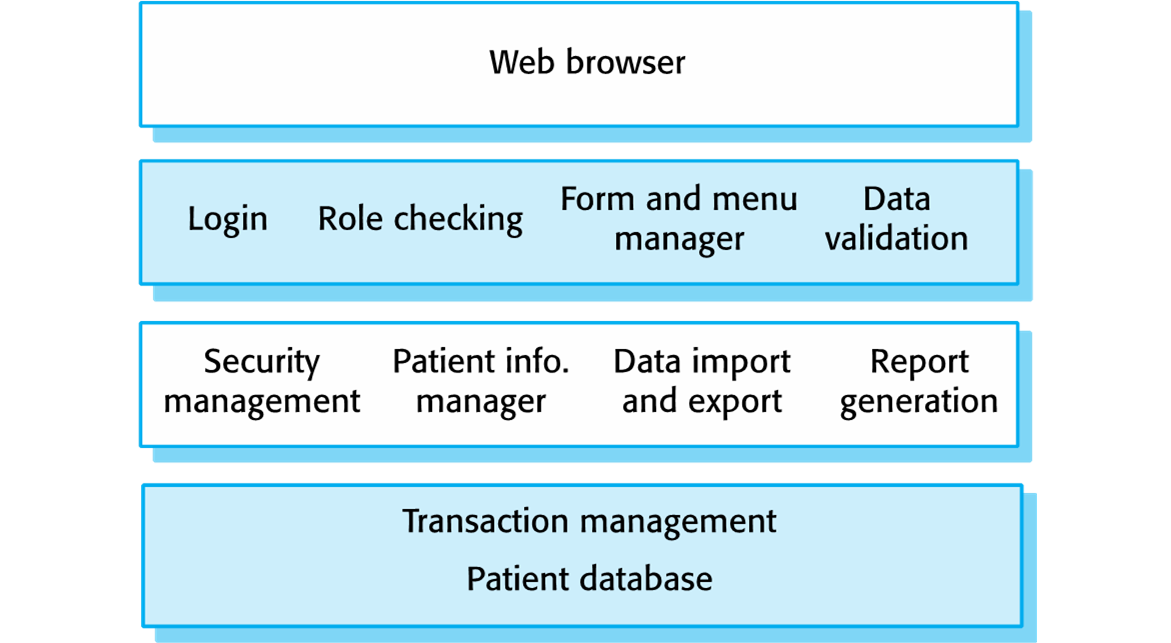 Web browser
Login
Role checking
Form and menu
manager
Data
validation
Security
management
Patient info.
manager
Data import
and export
Report
generation
Transaction management
Patient database